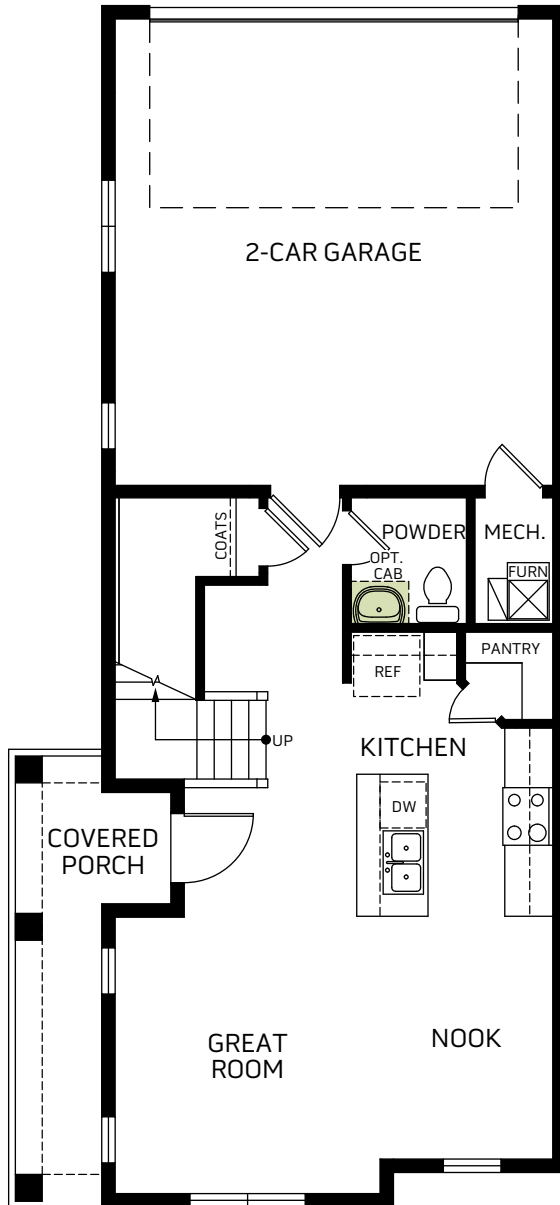 2-CAR GARAGE
COATS
POWDER
MECH.
OPT.
CAB
FURN
PANTRY
REF
UP
KITCHEN
DW
COVERED
PORCH
GREAT
ROOM
NOOK